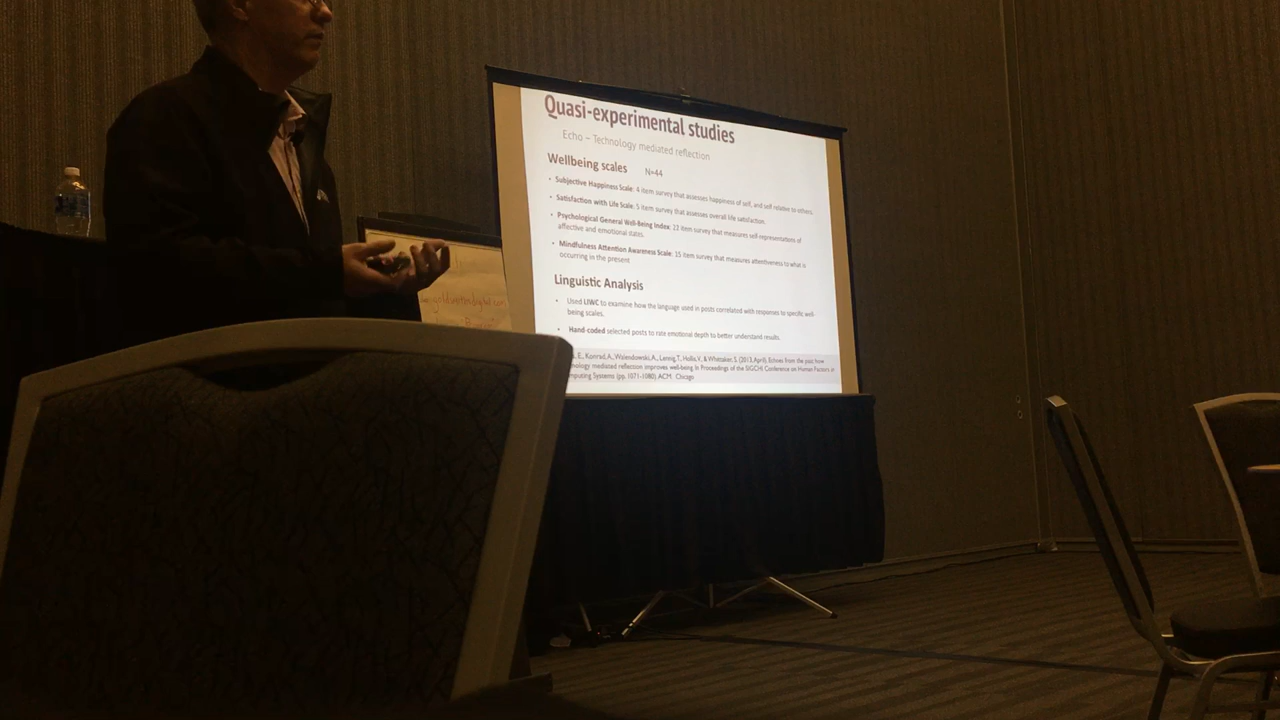 Quasi-experimental studies
Echo – Technology mediated reflection
Wellbeing scales N=44
• Subjective Happiness Scale: 4 item survey that assesses happiness of self, and self relative to others.
• Satisfaction with Life Scale: 5 item survey that assesses overall life satisfaction.
• Psychological General Well-Being Index: 22 item survey that measures self-representations of
affective and emotional states.
• Mindfulness Attention Awareness Scale: 15 item survey that measures attentiveness to what is
occurring in the present
Linguistic Analysis
• Used LIWC to examine how the language used in posts correlated with responses to specific well-
being scales.
• Hand-coded selected posts to rate emotional depth to better understand results.
E., Konrad, A., Walendowski, A., Lennig, T., Hollis, V., & Whittaker, S. (2013, April). Echoes from the past: how
mediated reflection improves well-being. In Proceedings of the SIGCHI Conference on Human Factors in
Systems (pp. 1071-1080). ACM. Chicago